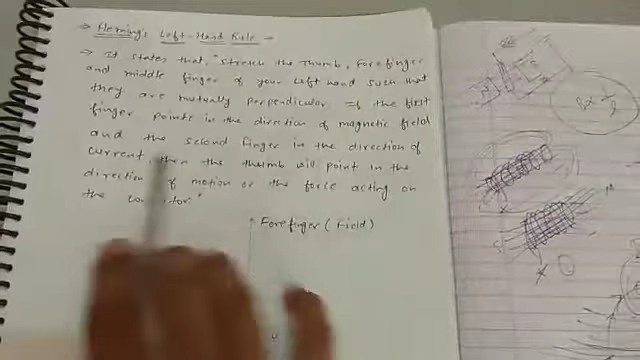 → Fleming's Left-Hand Rule →
→ It states that, "Stretch the Thumb, Forefinger
and middle finger of your left hand such that
they are mutually perpendicular. If the first
finger points in the direction of magnetic field
and the second finger in the direction of
current, then the thumb will point in the
direction of motion or the force acting on
the
↑ Forefinger (Field)